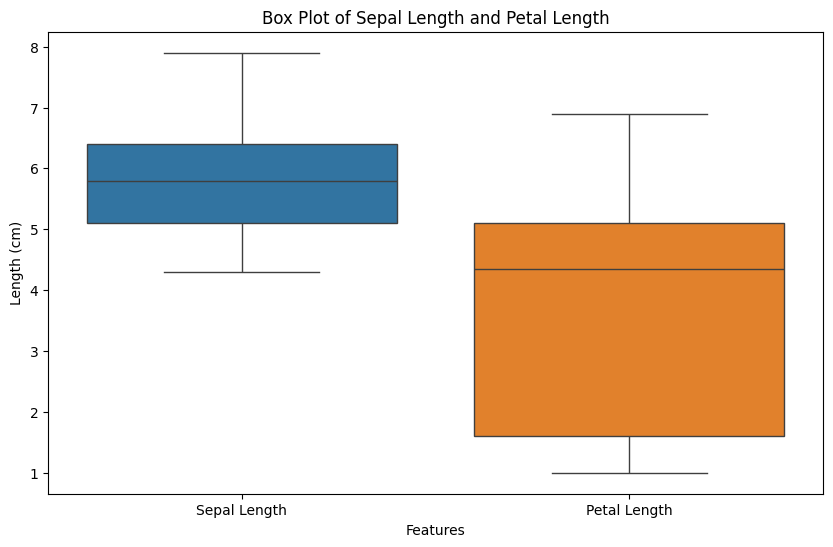 Box Plot of Sepal Length and Petal Length
8
7
6
5
4
3
2
1
Length (cm)
Sepal Length
Petal Length
Features